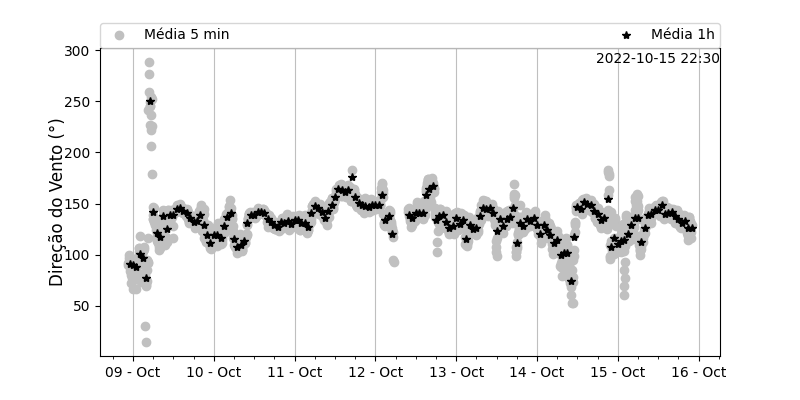 Média 5 min
Média 1h
2022-10-15 22:30
Direção do Vento (°)
300
250
200
150
100
50
09 - Oct
10 - Oct
11 - Oct
12 - Oct
13 - Oct
14 - Oct
15 - Oct
16 - Oct